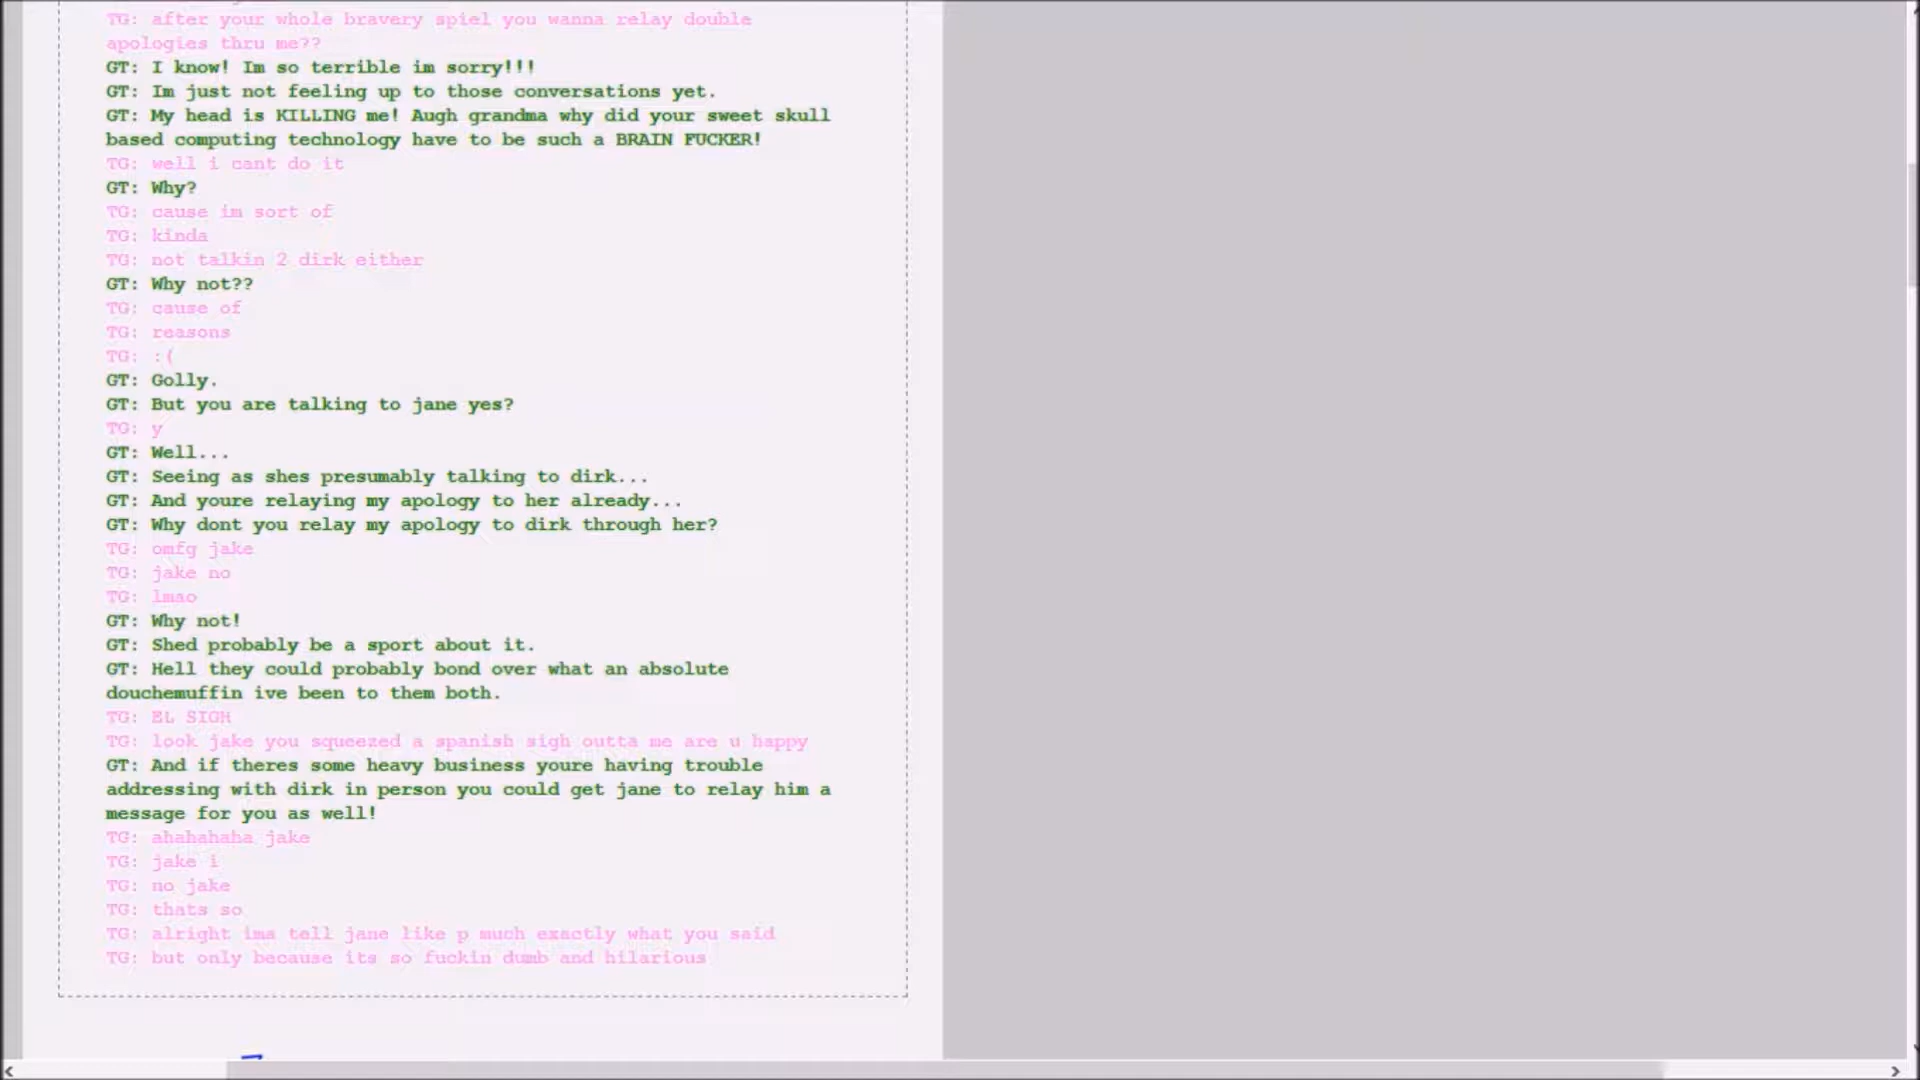 TG: after your whole bravery spiel you wanna relay double
apologies thru me??
GT: I know! Im so terrible im sorry!!!
GT: Im just not feeling up to those conversations yet.
GT: My head is KILLING me! Augh grandma why did your sweet skull
based computing technology have to be such a BRAIN FUCKER!
TG: well i cant do it
GT: Why?
TG: cause im sort of
TG: kinda
TG: not talkin 2 dirk either
GT: Why not??
TG: cause of
TG: reasons
TG: :(
GT: Golly.
GT: But you are talking to jane yes?
TG: y
GT: Well...
GT: Seeing as shes presumably talking to dirk...
GT: And youre relaying my apology to her already...
GT: Why dont you relay my apology to dirk through her?
TG: omfg jake
TG: jake no
TG: lmao
GT: Why not!
GT: Shed probably be a sport about it.
GT: Hell they could probably bond over what an absolute
douchemuffin ive been to them both.
TG: EL SIGH
TG: look jake you squeezed a spanish sigh outta me are u happy
GT: And if theres some heavy business youre having trouble
addressing with dirk in person you could get jane to relay him a
message for you as well!
TG: ahahahaha jake
TG: jake i
TG: no jake
TG: thats so
TG: alright ima tell jane like p much exactly what you said
TG: but only because its so fuckin dumb and hilarious